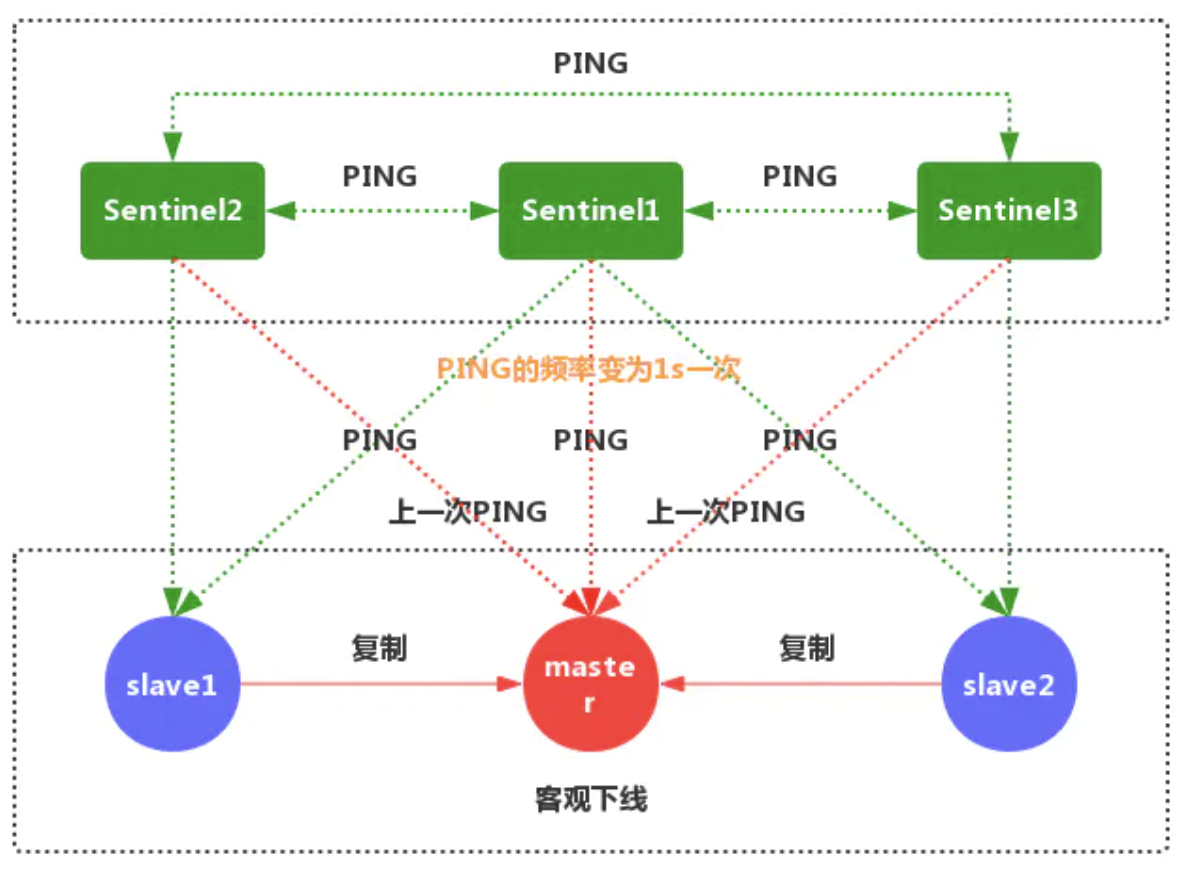 PING
PING
PING
Sentinel2
Sentinel1
Sentinel3
PING的频率变为1s一次
PING
PING
PING
上一次PING
上一次PING
复制
复制
slave1
maste
r
slave2
客观下线